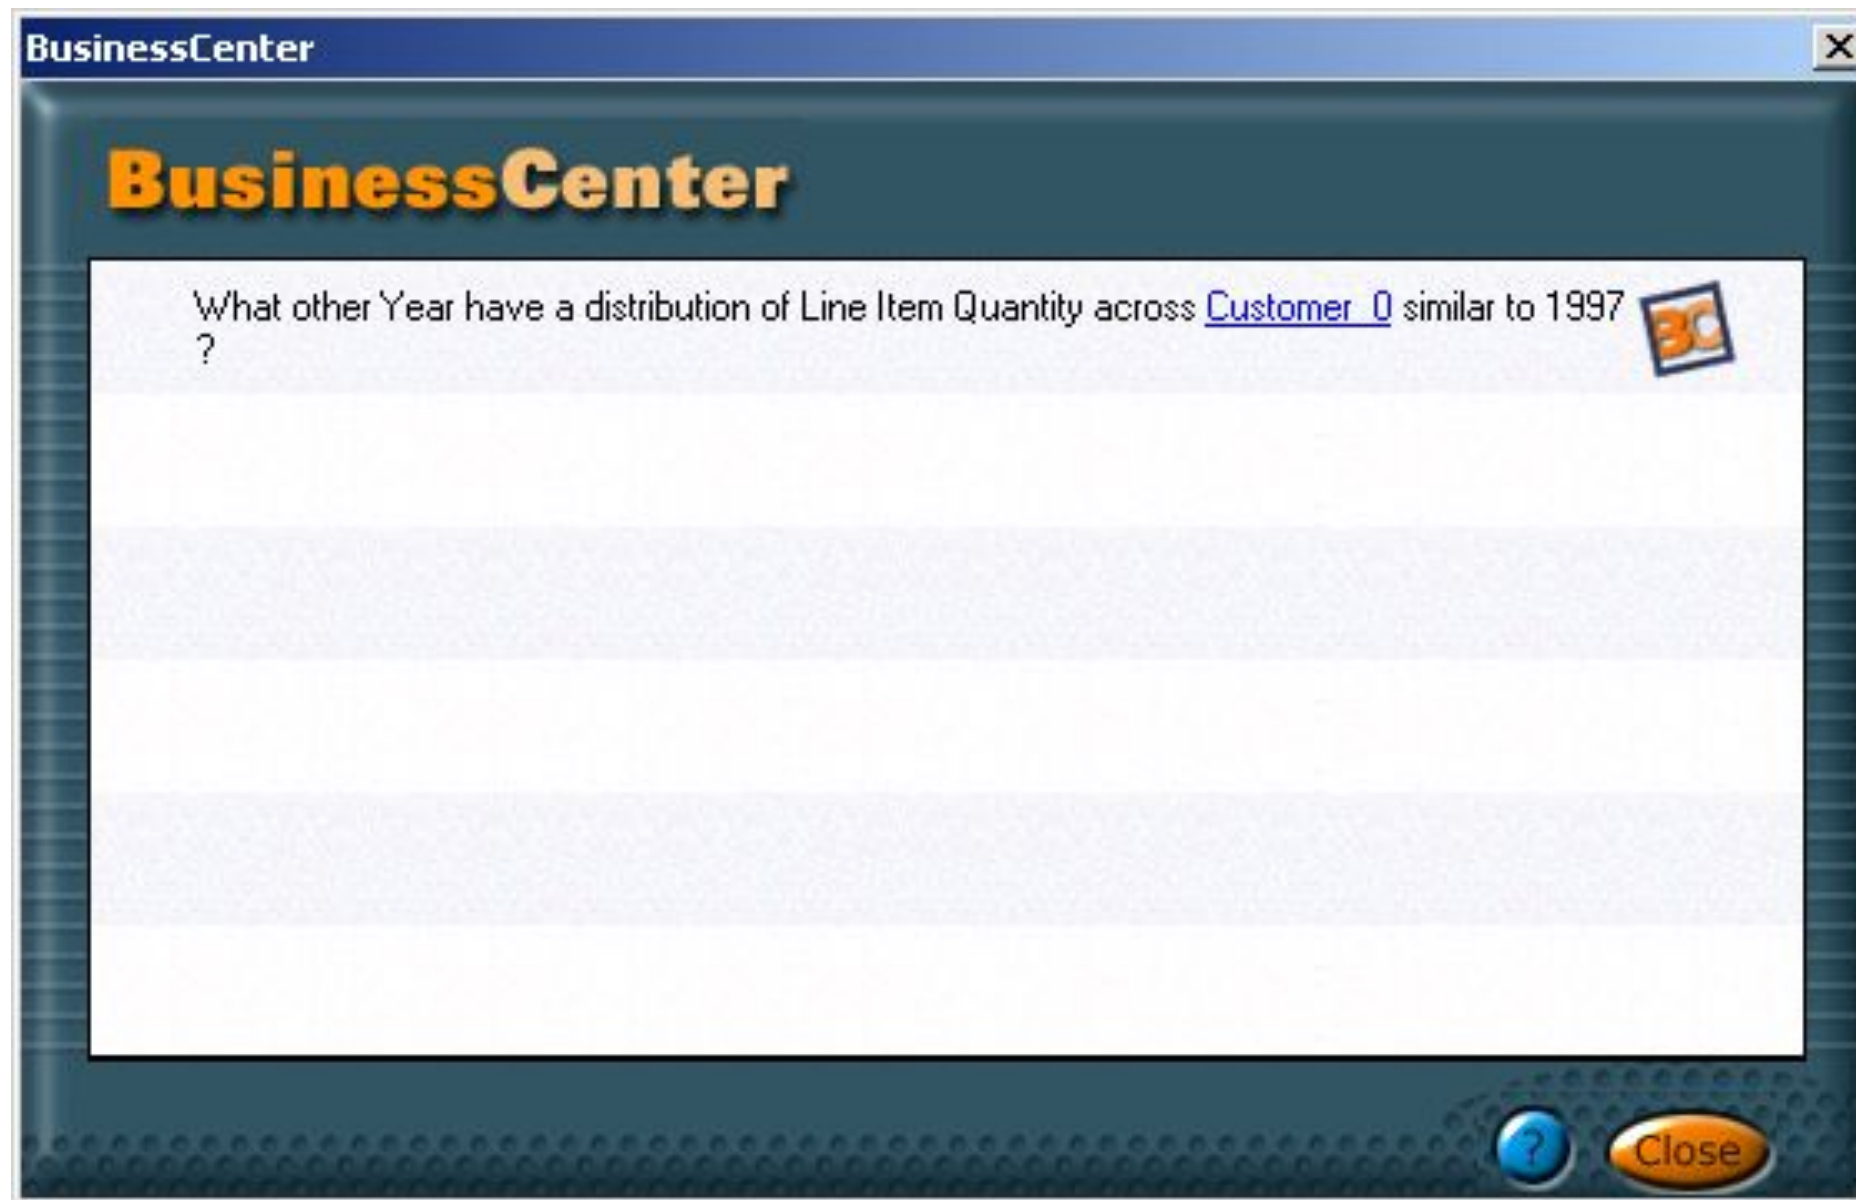 BusinessCenter
BusinessCenter
What other Year have a distribution of Line Item Quantity across Customer_0 similar to 1997
?
BC
?
Close